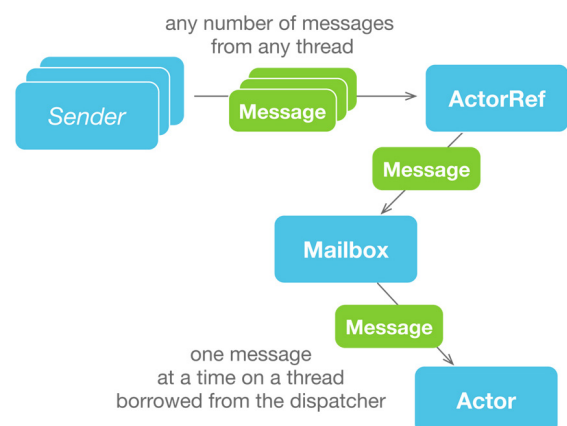 any number of messages
from any thread
Sender
Message
ActorRef
Message
Mailbox
Message
one message
at a time on a thread
borrowed from the dispatcher
Actor